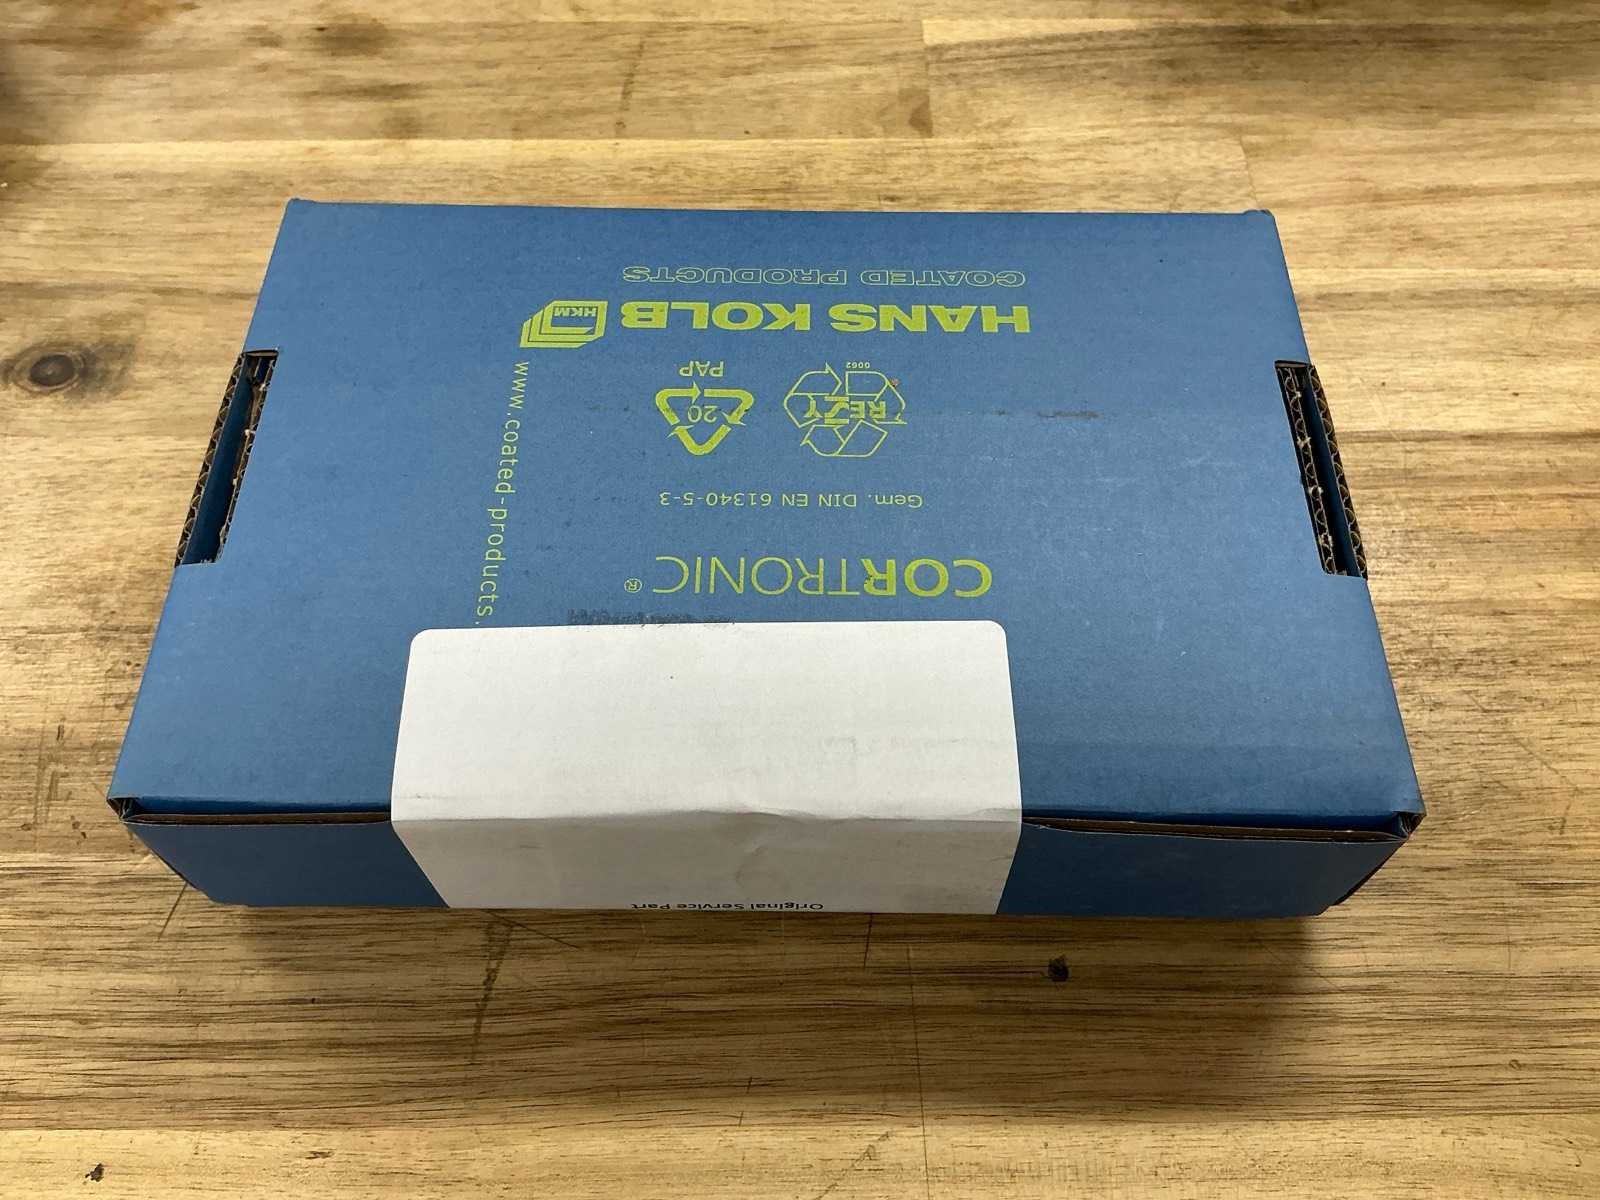 CORTRONIC ®
Gem. DIN EN 61340-5-3
REZY
0062
20
PAP
HANS KOLB
HKM
COATED PRODUCTS
www.coated-products.
Original Service Part